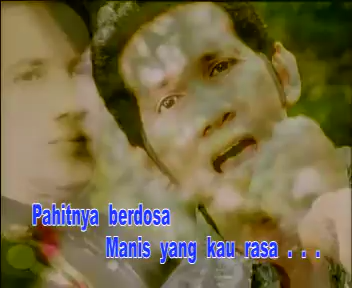 Pahitnya berdosa
Manis yang kau rasa . . .